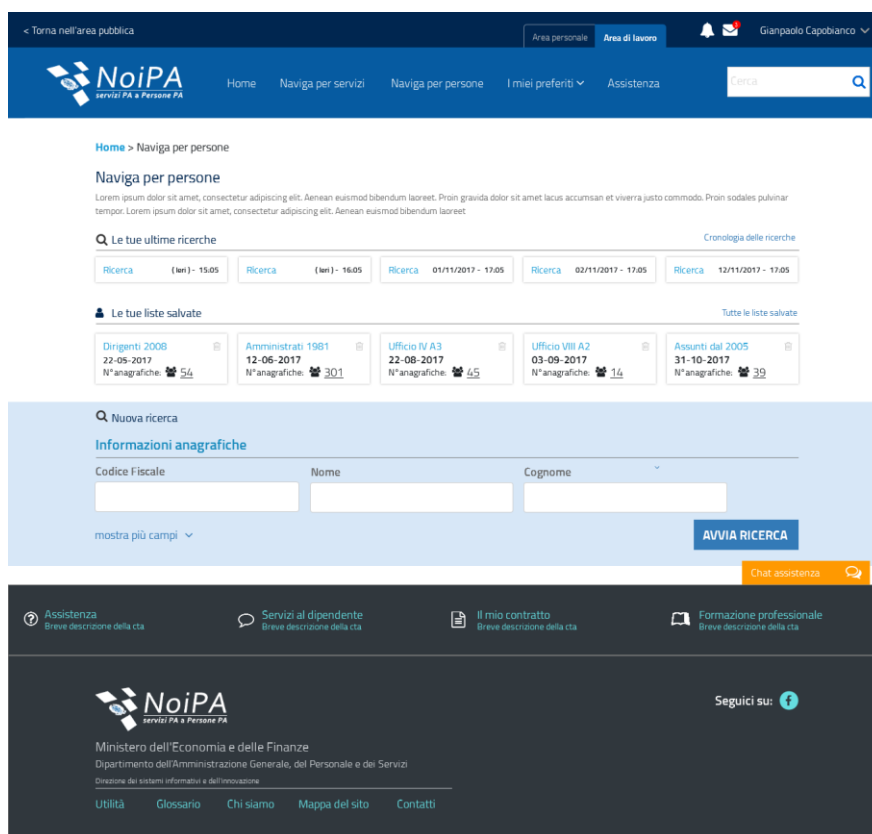 < Torna nell'area pubblica
Area personale
Area di lavoro
Gianpaolo Capobianco
NoiPA
servizi PA a Persone PA
Home
Naviga per servizi
Naviga per persone
I miei preferiti
Assistenza
Cerca
Home > Naviga per persone
Naviga per persone
Lorem ipsum dolor sit amet, consectetur adipiscing elit. Aenean euismod bibendum laoreet. Proin gravida dolor sit amet lacus accumsan et viverra justo commodo. Proin sodales pulvinar
tempor. Lorem ipsum dolor sit amet, consectetur adipiscing elit. Aenean euismod bibendum laoreet
Le tue ultime ricerche
Cronologia delle ricerche
Ricerca (Ieri) - 15:05
Ricerca (Ieri) - 16:05
Ricerca 01/11/2017 - 17:05
Ricerca 02/11/2017 - 17:05
Ricerca 12/11/2017 - 17:05
Le tue liste salvate
Tutte le liste salvate
Dirigenti 2008
22-05-2017
N°anagrafiche: 54
Amministrati 1981
12-06-2017
N°anagrafiche: 301
Ufficio IV A3
22-08-2017
N°anagrafiche: 45
Ufficio VIII A2
03-09-2017
N°anagrafiche: 14
Assunti dal 2005
31-10-2017
N°anagrafiche: 39
Nuova ricerca
Informazioni anagrafiche
Codice Fiscale
Nome
Cognome
mostra più campi
AVVIA RICERCA
Chat assistenza
Assistenza
Breve descrizione della cta
Servizi al dipendente
Breve descrizione della cta
Il mio contratto
Breve descrizione della cta
Formazione professionale
Breve descrizione della cta
NoiPA
servizi PA a Persone PA
Seguici su:
Ministero dell'Economia e delle Finanze
Dipartimento dell'Amministrazione Generale, del Personale e dei Servizi
Direzione dei sistemi informativi e dell'Innovazione
Utilità
Glossario
Chi siamo
Mappa del sito
Contatti